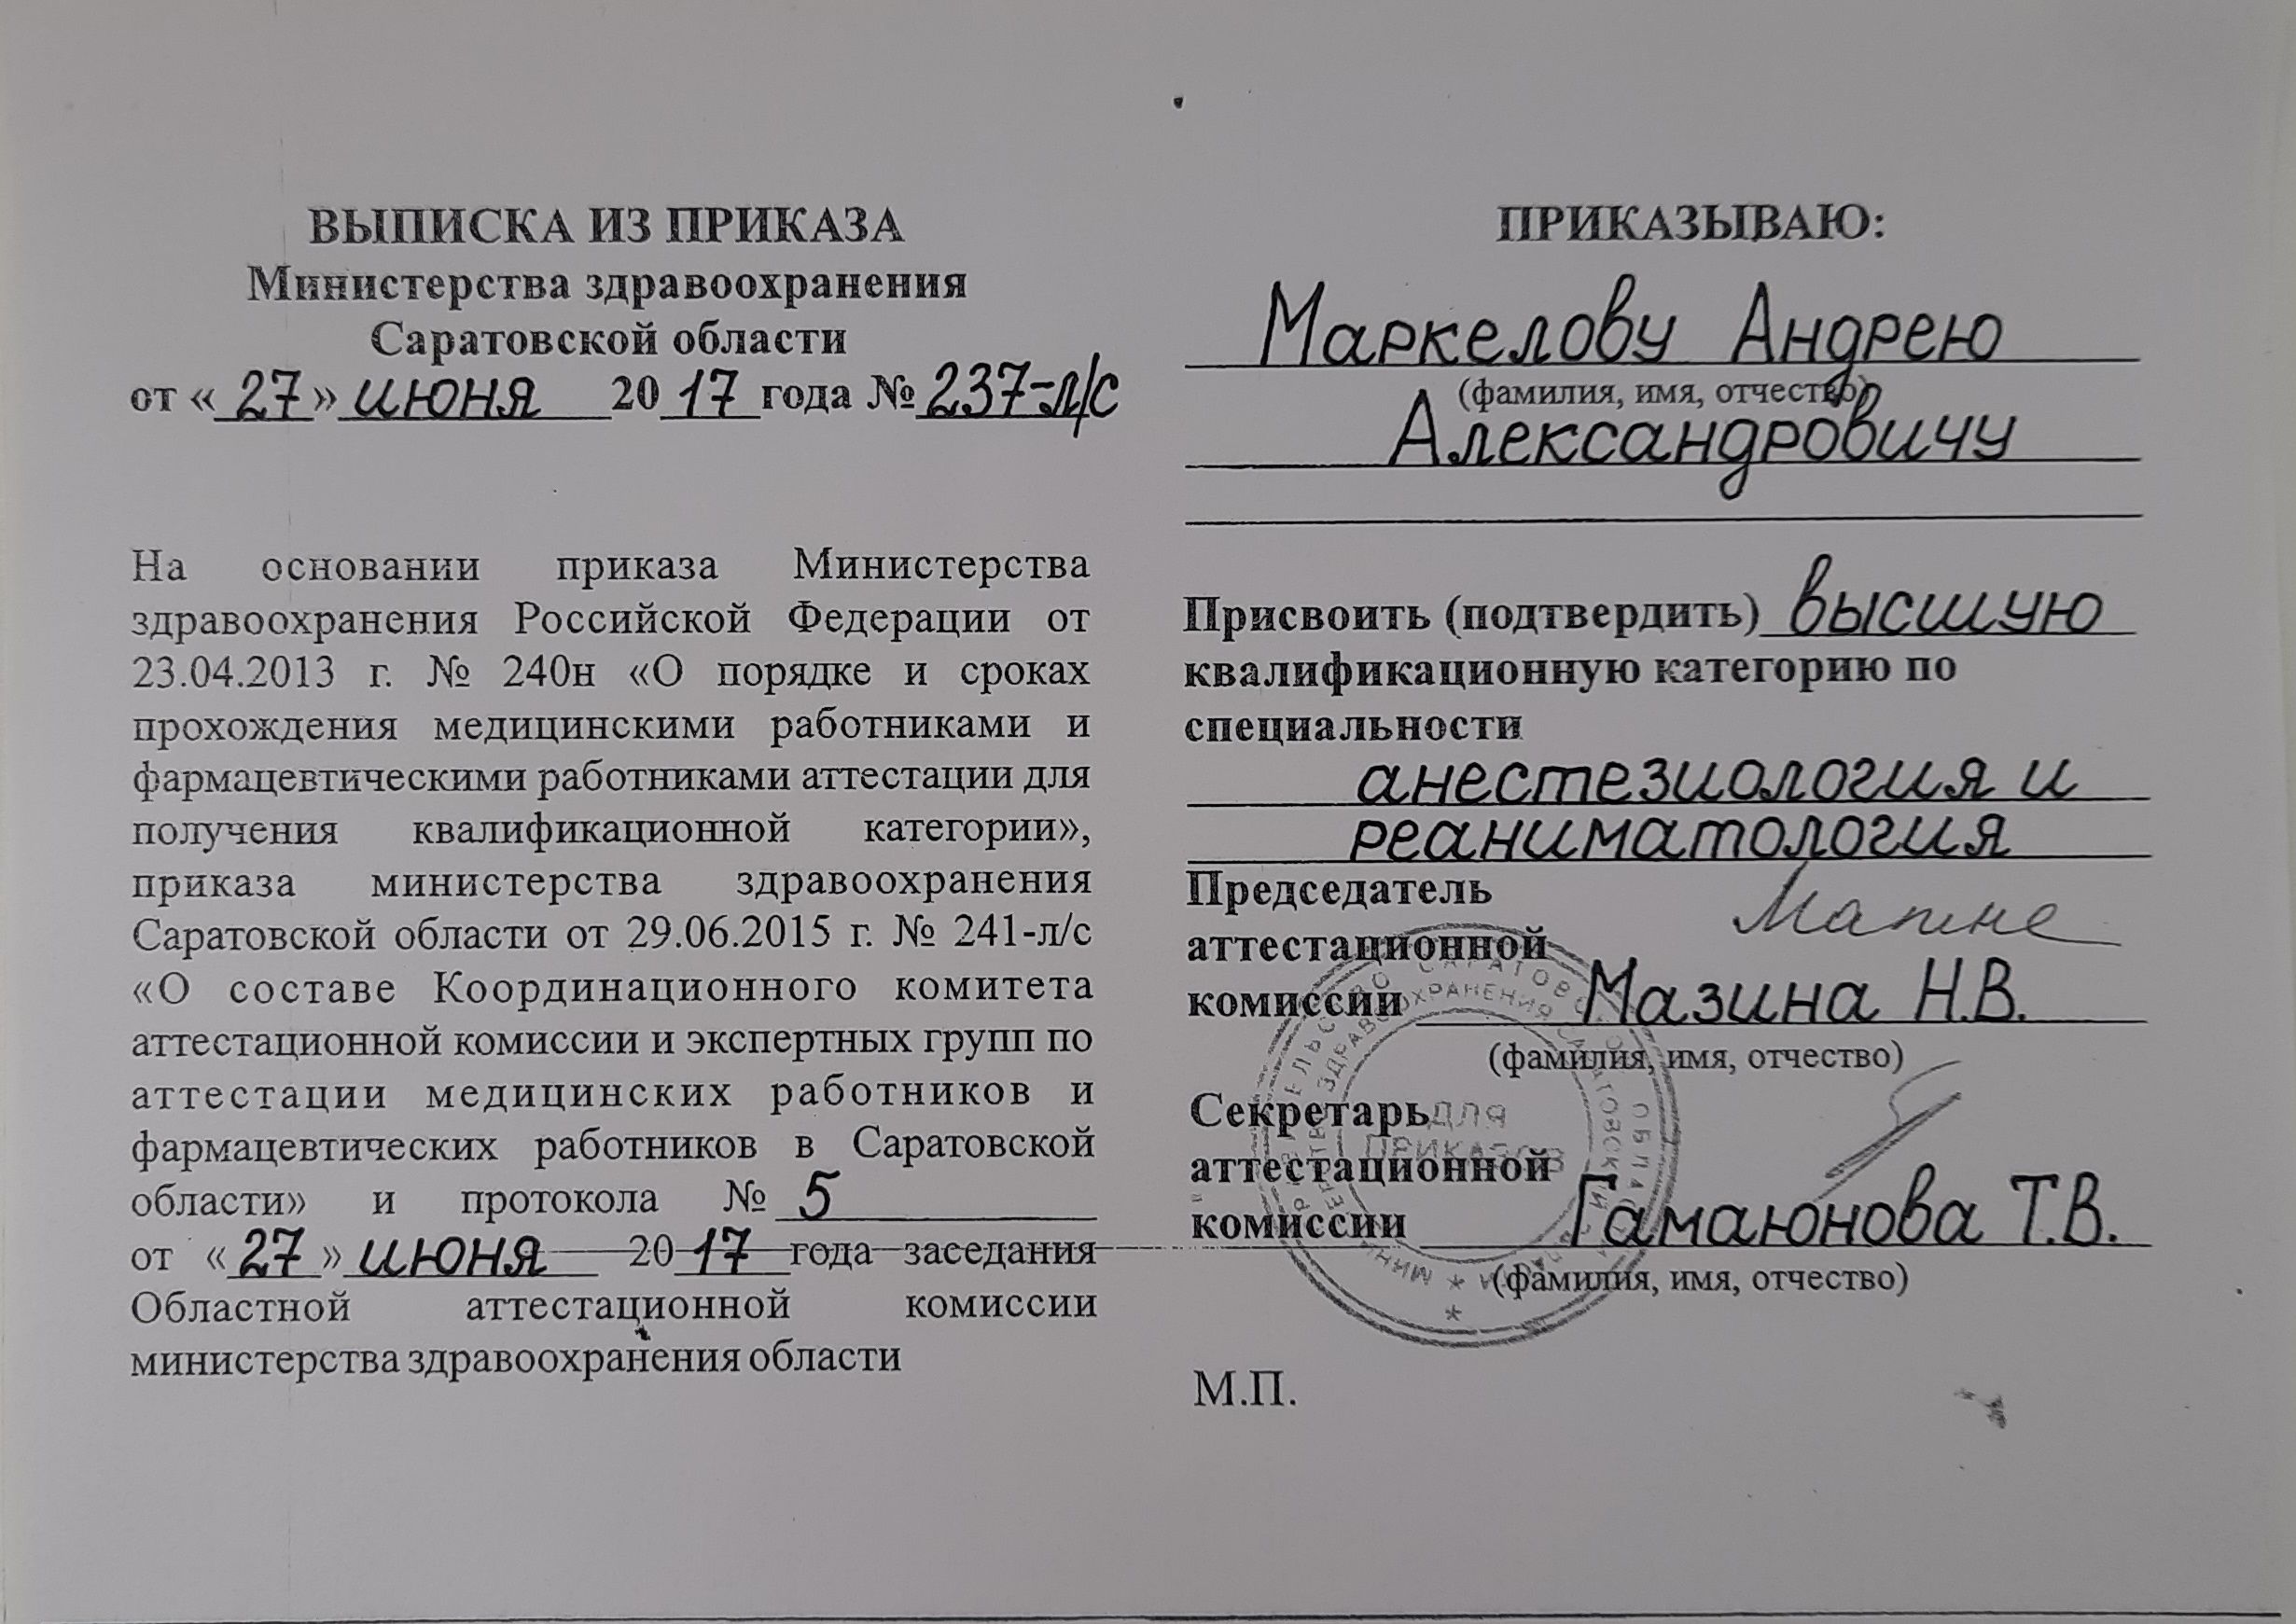 ВЫПИСКА ИЗ ПРИКАЗА
Министерства здравоохранения
Саратовской области
от «27» июня 2017 года № 237-л/с
На основании приказа Министерства
здравоохранения Российской Федерации от
23.04.2013 г. № 240н «О порядке и сроках
прохождения медицинскими работниками и
фармацевтическими работниками аттестации для
получения квалификационной категории»,
приказа министерства здравоохранения
Саратовской области от 29.06.2015 г. № 241-л/с
«О составе Координационного комитета
аттестационной комиссии и экспертных групп по
аттестации медицинских работников и
фармацевтических работников в Саратовской
области» и протокола № 5
от «27» июня 2017 года заседания
Областной аттестационной комиссии
министерства здравоохранения области
ПРИКАЗЫВАЮ:
Маркелову Андрею
(фамилия, имя, отчество)
Александровичу
Присвоить (подтвердить) высшую
квалификационную категорию по
специальности
анестезиология и
реаниматология
Председатель
аттестационной
комиссии Мазина Н.В.
(фамилия, имя, отчество)
Секретарь
аттестационной
комиссии Гамаюнова Т.В.
(фамилия, имя, отчество)
М.П.
ДЛЯ
ПРИКАЗОВ